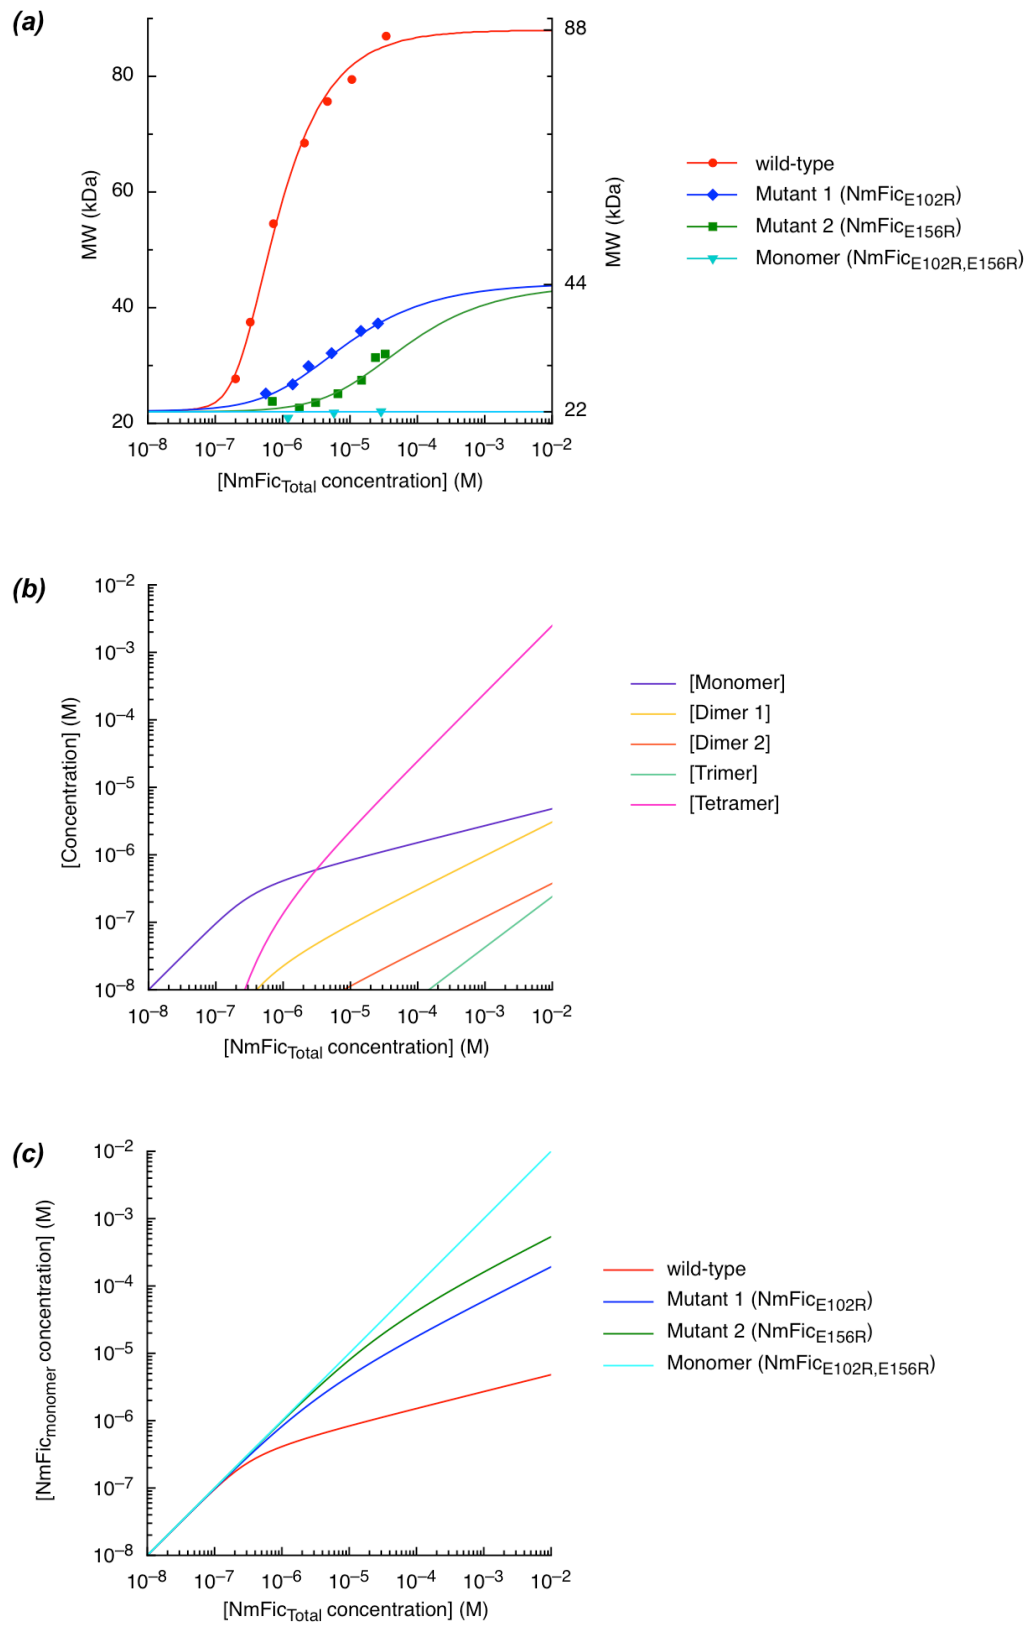 (a)
88
80
60
40
20
MW (kDa)
MW (kDa)
44
22
10–8 10–7 10–6 10–5 10–4 10–3 10–2
[NmFicTotal concentration] (M)
wild-type
Mutant 1 (NmFicE102R)
Mutant 2 (NmFicE156R)
Monomer (NmFicE102R,E156R)
(b)
10–2
10–3
10–4
10–5
10–6
10–7
10–8
[Concentration] (M)
10–8 10–7 10–6 10–5 10–4 10–3 10–2
[NmFicTotal concentration] (M)
[Monomer]
[Dimer 1]
[Dimer 2]
[Trimer]
[Tetramer]
(c)
10–2
10–3
10–4
10–5
10–6
10–7
10–8
[NmFicmonomer concentration] (M)
10–8 10–7 10–6 10–5 10–4 10–3 10–2
[NmFicTotal concentration] (M)
wild-type
Mutant 1 (NmFicE102R)
Mutant 2 (NmFicE156R)
Monomer (NmFicE102R,E156R)